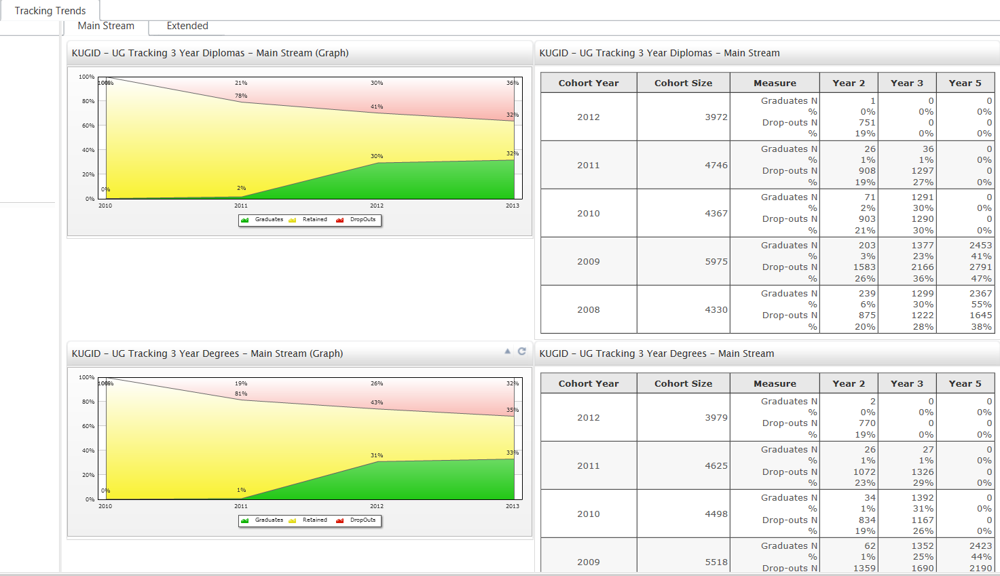 Tracking Trends
Main Stream Extended
KUGID - UG Tracking 3 Year Diplomas - Main Stream (Graph)
100%
80%
60%
40%
20%
0%
100%
0%
21%
78%
2%
30%
41%
30%
36%
32%
32%
2010 2011 2012 2013
Graduates Retained DropOuts
KUGID - UG Tracking 3 Year Diplomas - Main Stream
Cohort Year Cohort Size Measure Year 2 Year 3 Year 5
2012 3972
Graduates N 1 0 0
% 0% 0% 0%
Drop-outs N 751 0 0
% 19% 0% 0%
2011 4746
Graduates N 26 36 0
% 1% 1% 0%
Drop-outs N 908 1297 0
% 19% 27% 0%
2010 4367
Graduates N 71 1291 0
% 2% 30% 0%
Drop-outs N 903 1290 0
% 21% 30% 0%
2009 5975
Graduates N 203 1377 2453
% 3% 23% 41%
Drop-outs N 1583 2166 2791
% 26% 36% 47%
2008 4330
Graduates N 239 1299 2367
% 6% 30% 55%
Drop-outs N 875 1222 1645
% 20% 28% 38%
KUGID - UG Tracking 3 Year Degrees - Main Stream (Graph)
100%
80%
60%
40%
20%
0%
100%
0%
19%
81%
1%
26%
43%
31%
32%
35%
33%
2010 2011 2012 2013
Graduates Retained DropOuts
KUGID - UG Tracking 3 Year Degrees - Main Stream
Cohort Year Cohort Size Measure Year 2 Year 3 Year 5
2012 3979
Graduates N 2 0 0
% 0% 0% 0%
Drop-outs N 770 0 0
% 19% 0% 0%
2011 4625
Graduates N 26 27 0
% 1% 1% 0%
Drop-outs N 1072 1326 0
% 23% 29% 0%
2010 4498
Graduates N 34 1392 0
% 1% 31% 0%
Drop-outs N 834 1167 0
% 19% 26% 0%
2009 5518
Graduates N 62 1352 2423
% 1% 25% 44%
Drop-outs N 1359 1690 2190